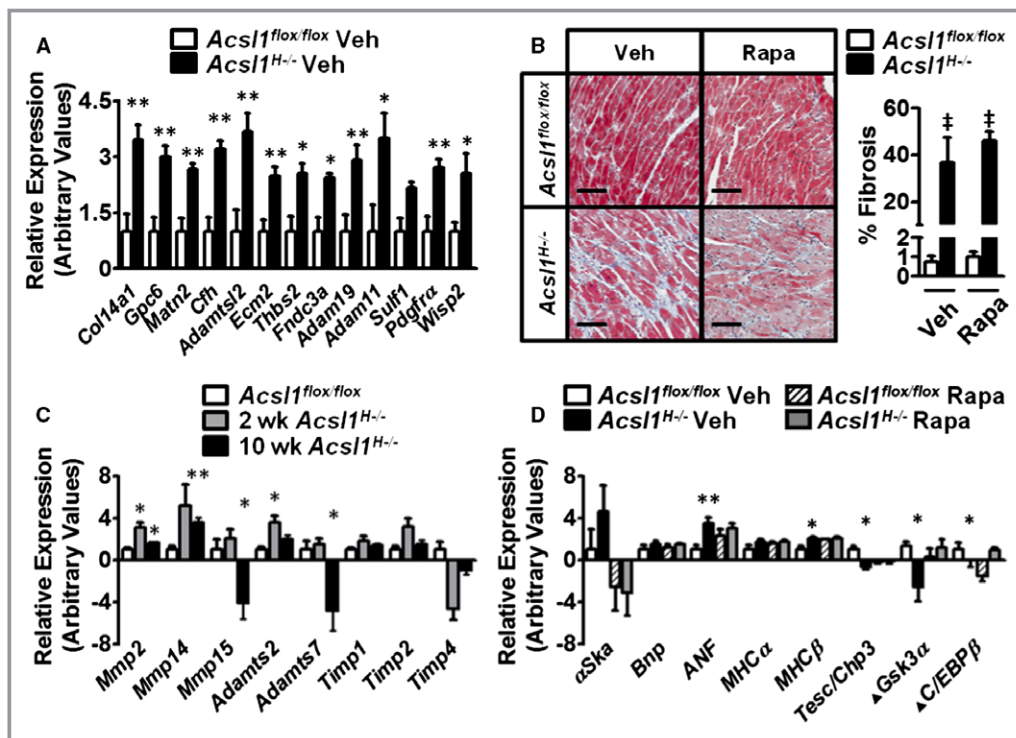 A
Acsl1flox/flox Veh
Acsl1H-/- Veh
Relative Expression
(Arbitrary Values)
4.5
3
1.5
0
** ** ** ** ** ** * * ** * ** *
Col14a1 Gpc6 Matn2 Cfh Adamtsl2 Ecm2 Thbs2 Fndc3a Adam19 Adam11 Sulf1 Pdgfrα Wisp2
B
Veh Rapa
Acsl1flox/flox
Acsl1H-/-
Acsl1flox/flox
Acsl1H-/-
% Fibrosis
60
40
20
2
1
0
‡ ‡
Veh Rapa
C
Acsl1flox/flox
2 wk Acsl1H-/-
10 wk Acsl1H-/-
Relative Expression
(Arbitrary Values)
8
4
0
-4
-8
* * ** * * *
Mmp2 Mmp14 Mmp15 Adamts2 Adamts7 Timp1 Timp2 Timp4
D
Acsl1flox/flox Veh Acsl1flox/flox Rapa
Acsl1H-/- Veh Acsl1H-/- Rapa
Relative Expression
(Arbitrary Values)
8
4
0
-4
-8
** * * * *
αSka Bnp ANF MHCα MHCβ Tesc/Chp3 ▲Gsk3α ▲C/EBPβ